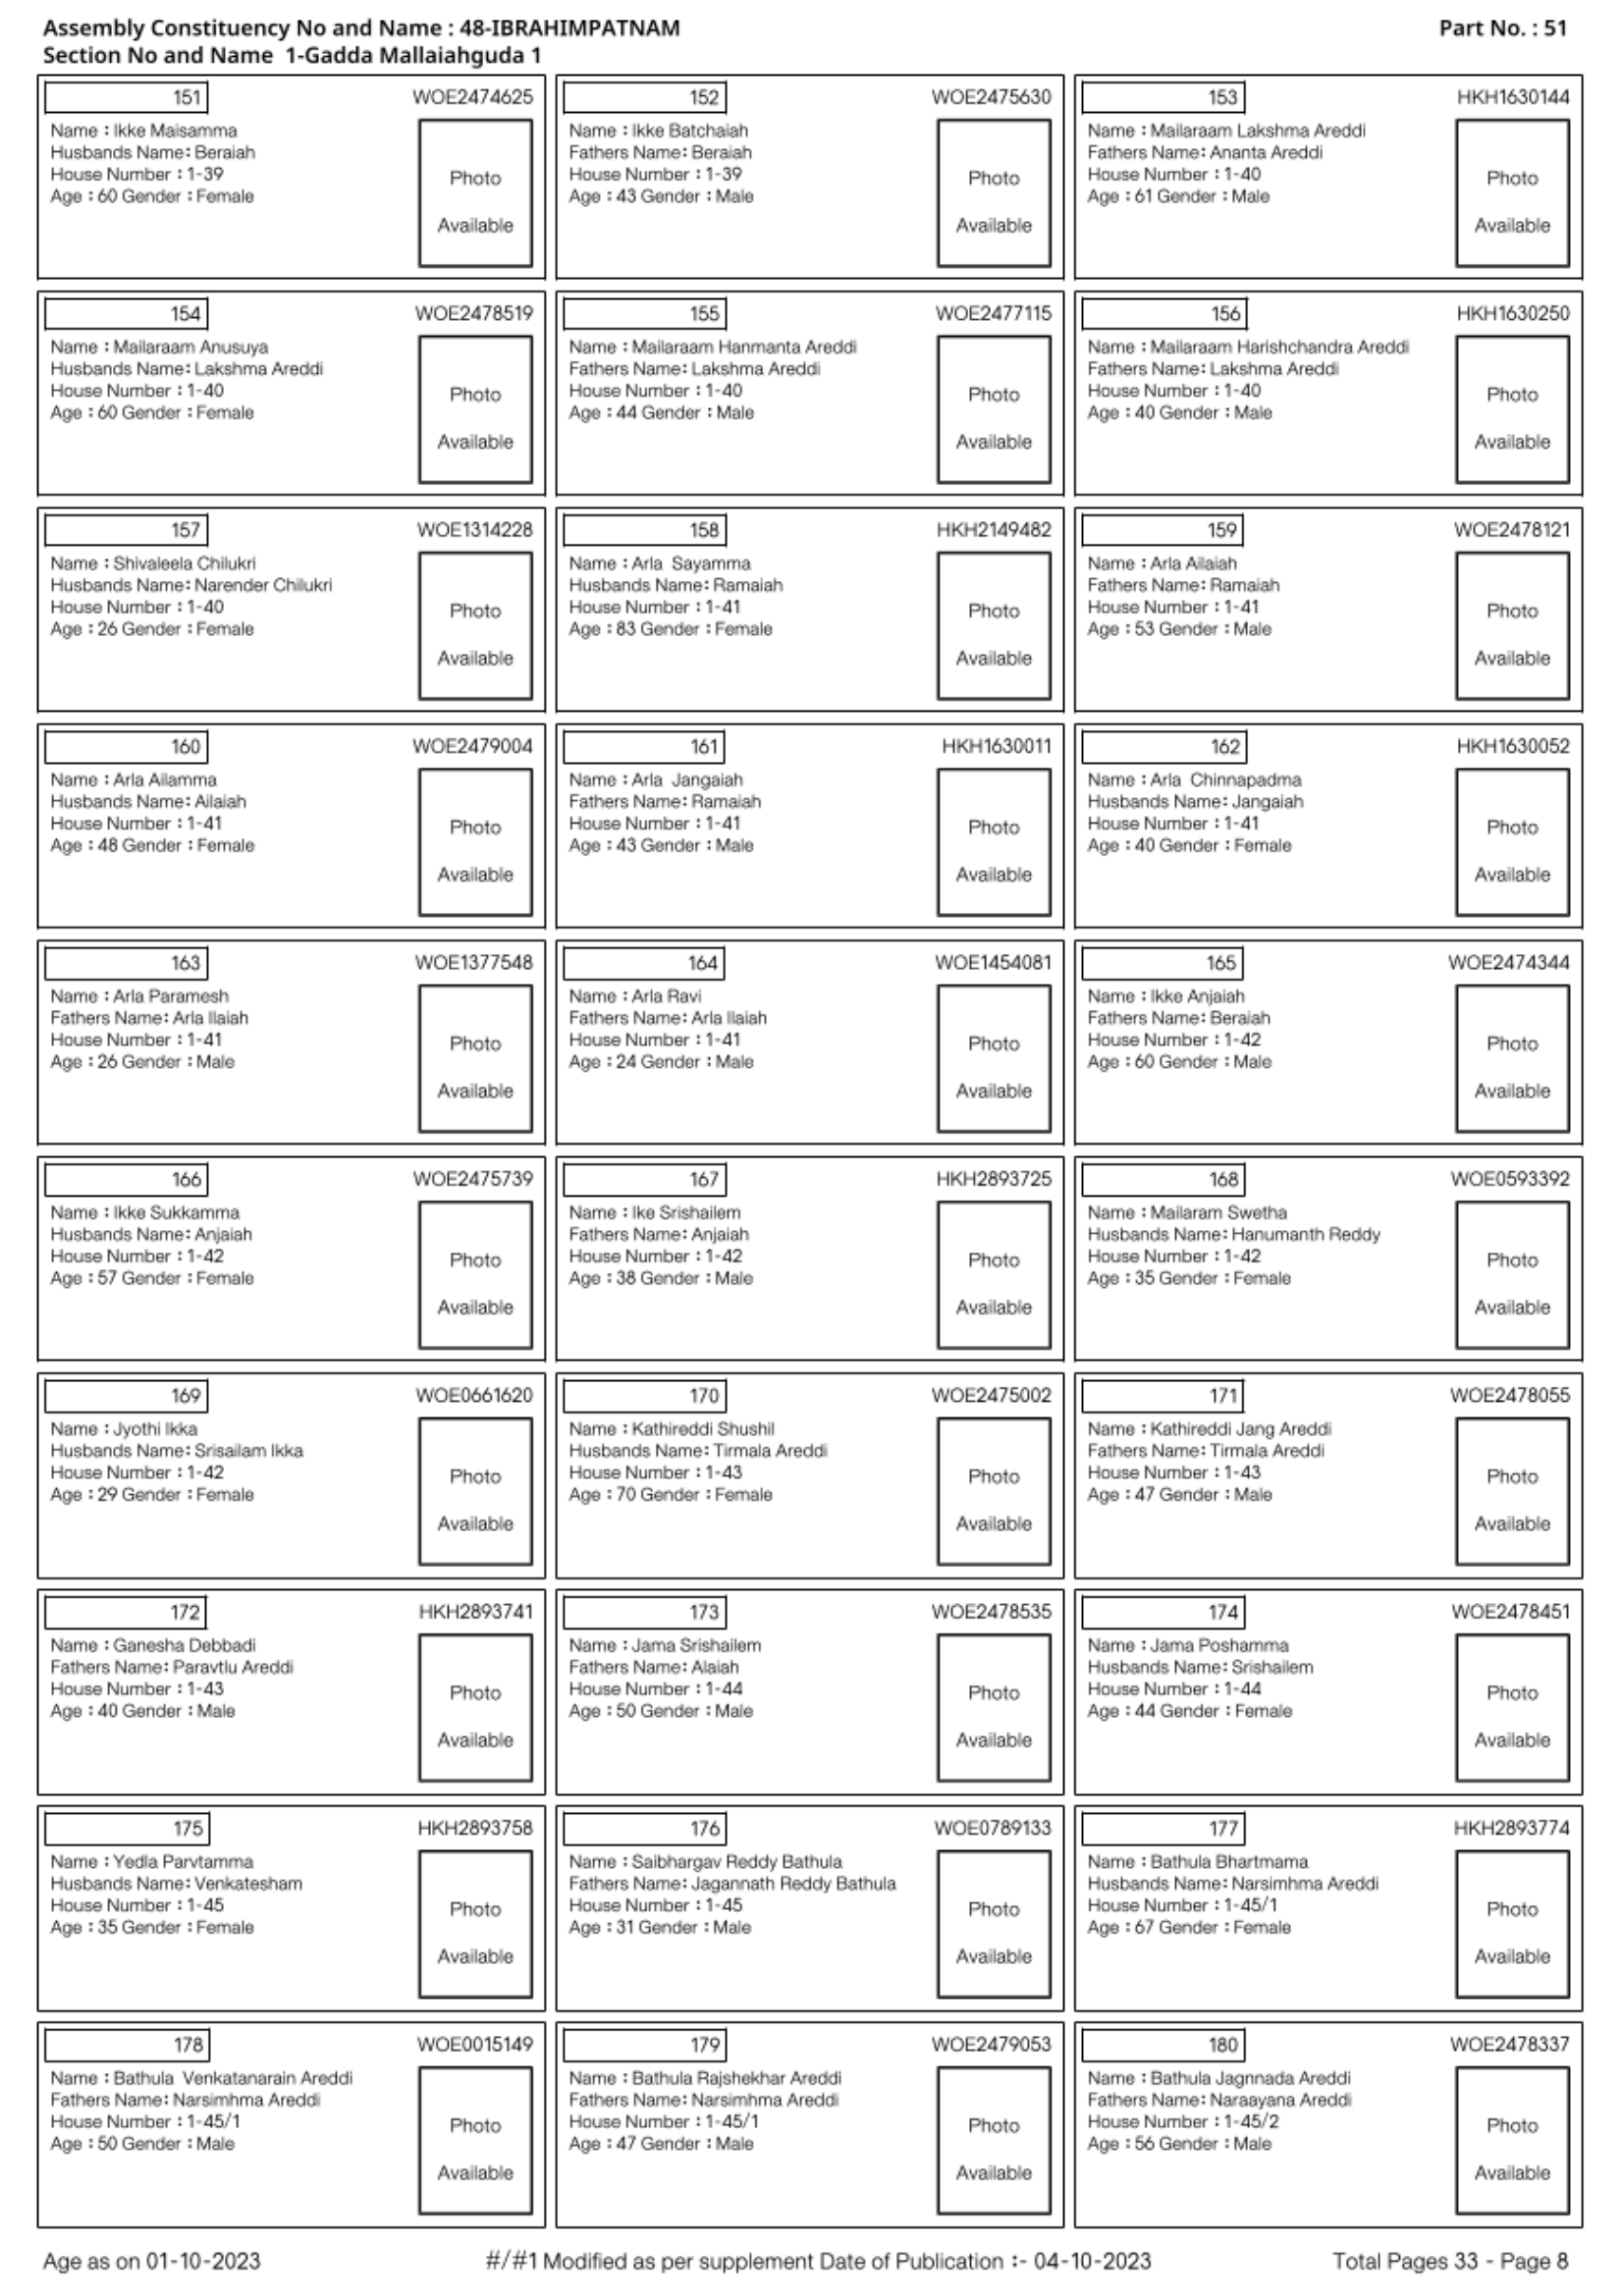 Assembly Constituency No and Name : 48-IBRAHIMPATNAM Part No. : 51
Section No and Name 1-Gadda Mallaiahguda 1
151 WOE2474625
Name : Ikke Maisamma
Husbands Name: Beraiah
House Number : 1-39
Age : 60 Gender : Female
Photo
Available
152 WOE2475630
Name : Ikke Batchaiah
Fathers Name: Beraiah
House Number : 1-39
Age : 43 Gender : Male
Photo
Available
153 HKH1630144
Name : Mailaraam Lakshma Areddi
Fathers Name: Ananta Areddi
House Number : 1-40
Age : 61 Gender : Male
Photo
Available
154 WOE2478519
Name : Mailaraam Anusuya
Husbands Name: Lakshma Areddi
House Number : 1-40
Age : 60 Gender : Female
Photo
Available
155 WOE2477115
Name : Mailaraam Hanmanta Areddi
Fathers Name: Lakshma Areddi
House Number : 1-40
Age : 44 Gender : Male
Photo
Available
156 HKH1630250
Name : Mailaraam Harishchandra Areddi
Fathers Name: Lakshma Areddi
House Number : 1-40
Age : 40 Gender : Male
Photo
Available
157 WOE1314228
Name : Shivaleela Chilukri
Husbands Name: Narender Chilukri
House Number : 1-40
Age : 26 Gender : Female
Photo
Available
158 HKH2149482
Name : Arla Sayamma
Husbands Name: Ramaiah
House Number : 1-41
Age : 83 Gender : Female
Photo
Available
159 WOE2478121
Name : Arla Ailaiah
Fathers Name: Ramaiah
House Number : 1-41
Age : 53 Gender : Male
Photo
Available
160 WOE2479004
Name : Arla Ailamma
Husbands Name: Ailaiah
House Number : 1-41
Age : 48 Gender : Female
Photo
Available
161 HKH1630011
Name : Arla Jangaiah
Fathers Name: Ramaiah
House Number : 1-41
Age : 43 Gender : Male
Photo
Available
162 HKH1630052
Name : Arla Chinnapadma
Husbands Name: Jangaiah
House Number : 1-41
Age : 40 Gender : Female
Photo
Available
163 WOE1377548
Name : Arla Paramesh
Fathers Name: Arla Ilaiah
House Number : 1-41
Age : 26 Gender : Male
Photo
Available
164 WOE1454081
Name : Arla Ravi
Fathers Name: Arla Ilaiah
House Number : 1-41
Age : 24 Gender : Male
Photo
Available
165 WOE2474344
Name : Ikke Anjaiah
Fathers Name: Beraiah
House Number : 1-42
Age : 60 Gender : Male
Photo
Available
166 WOE2475739
Name : Ikke Sukkamma
Husbands Name: Anjaiah
House Number : 1-42
Age : 57 Gender : Female
Photo
Available
167 HKH2893725
Name : Ike Srishailem
Fathers Name: Anjaiah
House Number : 1-42
Age : 38 Gender : Male
Photo
Available
168 WOE0593392
Name : Mailaram Swetha
Husbands Name: Hanumanth Reddy
House Number : 1-42
Age : 35 Gender : Female
Photo
Available
169 WOE0661620
Name : Jyothi Ikka
Husbands Name: Srisailam Ikka
House Number : 1-42
Age : 29 Gender : Female
Photo
Available
170 WOE2475002
Name : Kathireddi Shushil
Husbands Name: Tirmala Areddi
House Number : 1-43
Age : 70 Gender : Female
Photo
Available
171 WOE2478055
Name : Kathireddi Jang Areddi
Fathers Name: Tirmala Areddi
House Number : 1-43
Age : 47 Gender : Male
Photo
Available
172 HKH2893741
Name : Ganesha Debbadi
Fathers Name: Paravtlu Areddi
House Number : 1-43
Age : 40 Gender : Male
Photo
Available
173 WOE2478535
Name : Jama Srishailem
Fathers Name: Alaiah
House Number : 1-44
Age : 50 Gender : Male
Photo
Available
174 WOE2478451
Name : Jama Poshamma
Husbands Name: Srishailem
House Number : 1-44
Age : 44 Gender : Female
Photo
Available
175 HKH2893758
Name : Yedla Parvtamma
Husbands Name: Venkatesham
House Number : 1-45
Age : 35 Gender : Female
Photo
Available
176 WOE0789133
Name : Saibhargav Reddy Bathula
Fathers Name: Jagannath Reddy Bathula
House Number : 1-45
Age : 31 Gender : Male
Photo
Available
177 HKH2893774
Name : Bathula Bhartmama
Husbands Name: Narsimhma Areddi
House Number : 1-45/1
Age : 67 Gender : Female
Photo
Available
178 WOE0015149
Name : Bathula Venkatanarain Areddi
Fathers Name: Narsimhma Areddi
House Number : 1-45/1
Age : 50 Gender : Male
Photo
Available
179 WOE2479053
Name : Bathula Rajshekhar Areddi
Fathers Name: Narsimhma Areddi
House Number : 1-45/1
Age : 47 Gender : Male
Photo
Available
180 WOE2478337
Name : Bathula Jagnnada Areddi
Fathers Name: Naraayana Areddi
House Number : 1-45/2
Age : 56 Gender : Male
Photo
Available
Age as on 01-10-2023 #/#1 Modified as per supplement Date of Publication :- 04-10-2023 Total Pages 33 - Page 8